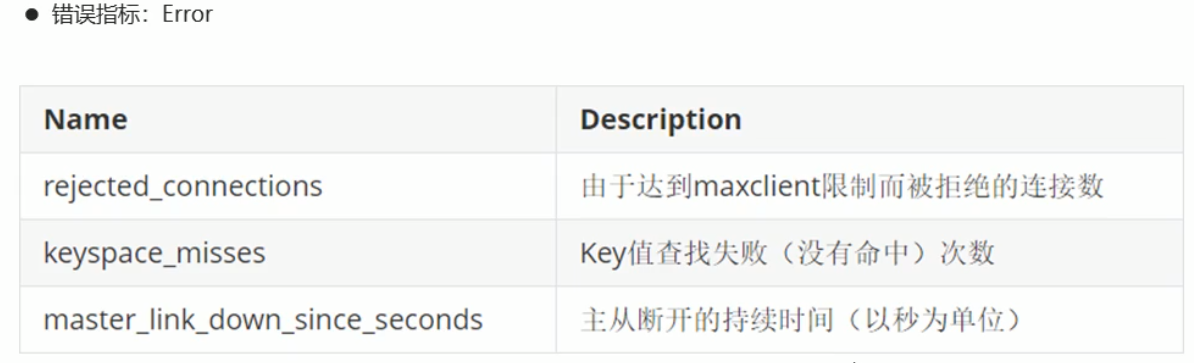 ● 错误指标：Error
Name Description
rejected_connections 由于达到maxclient限制而被拒绝的连接数
keyspace_misses Key值查找失败（没有命中）次数
master_link_down_since_seconds 主从断开的持续时间（以秒为单位）